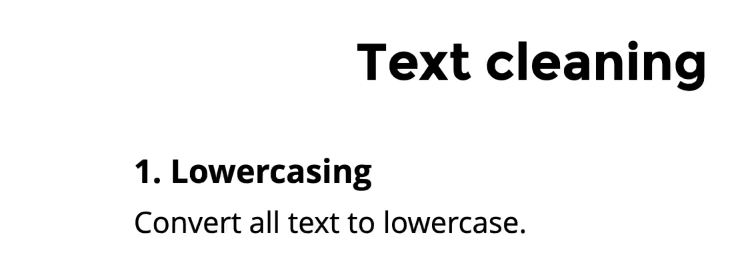 Text cleaning
1. Lowercasing
Convert all text to lowercase.